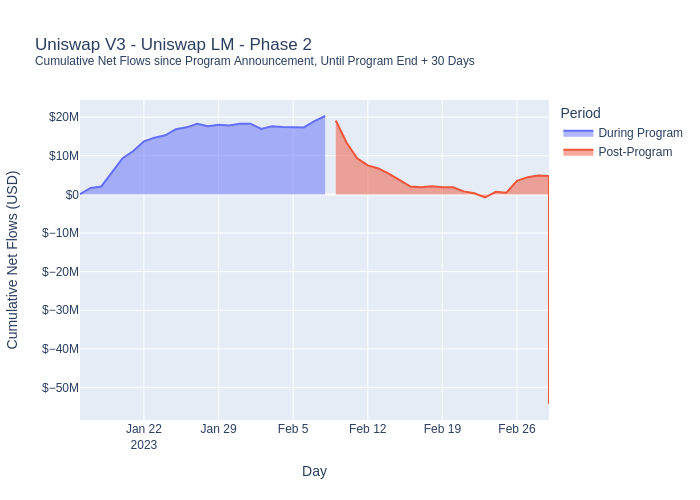 Uniswap V3 - Uniswap LM - Phase 2
Cumulative Net Flows since Program Announcement, Until Program End + 30 Days
Period
During Program
Post-Program
Cumulative Net Flows (USD)
$20M
$10M
$0
$−10M
$−20M
$−30M
$−40M
$−50M
Jan 22
2023
Jan 29
Feb 5
Feb 12
Feb 19
Feb 26
Day